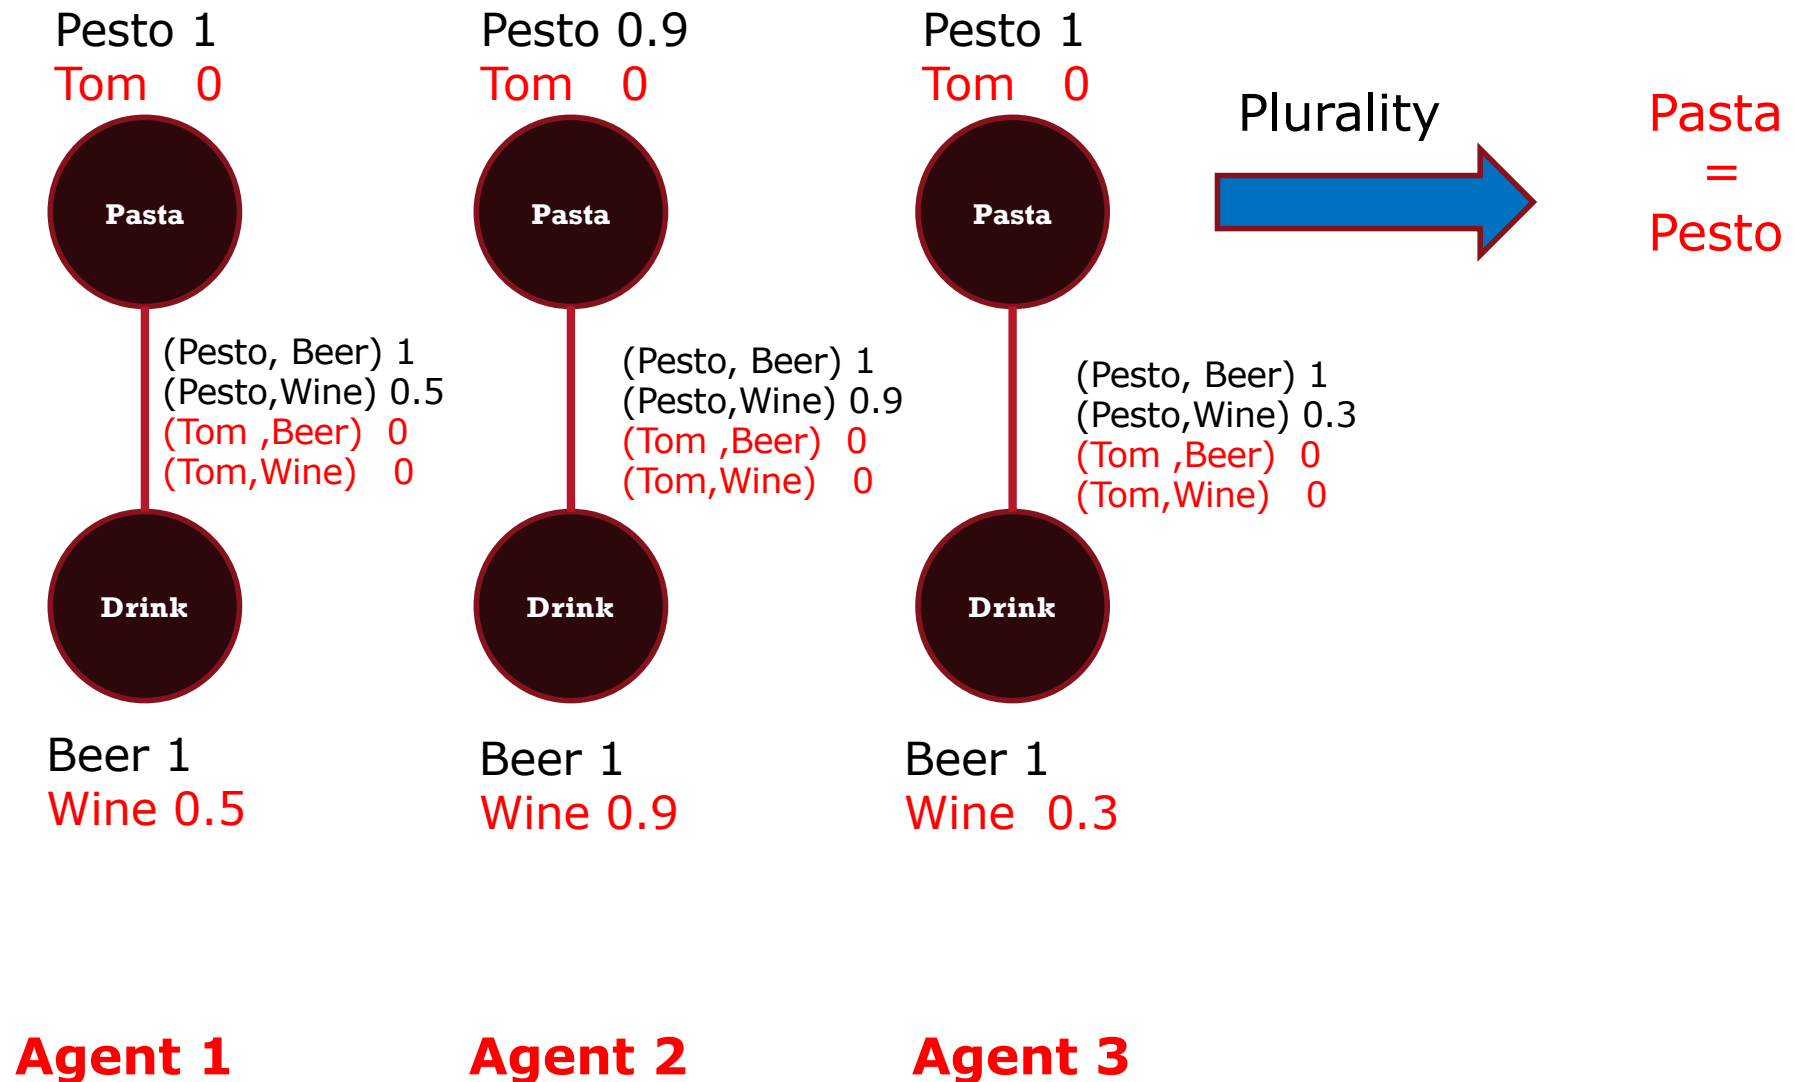 Pesto 1
Tom 0
Pasta
(Pesto, Beer) 1
(Pesto,Wine) 0.5
(Tom ,Beer) 0
(Tom,Wine) 0
Drink
Beer 1
Wine 0.5
Agent 1
Pesto 0.9
Tom 0
Pasta
(Pesto, Beer) 1
(Pesto,Wine) 0.9
(Tom ,Beer) 0
(Tom,Wine) 0
Drink
Beer 1
Wine 0.9
Agent 2
Pesto 1
Tom 0
Pasta
(Pesto, Beer) 1
(Pesto,Wine) 0.3
(Tom ,Beer) 0
(Tom,Wine) 0
Drink
Beer 1
Wine 0.3
Agent 3
Plurality
Pasta
=
Pesto